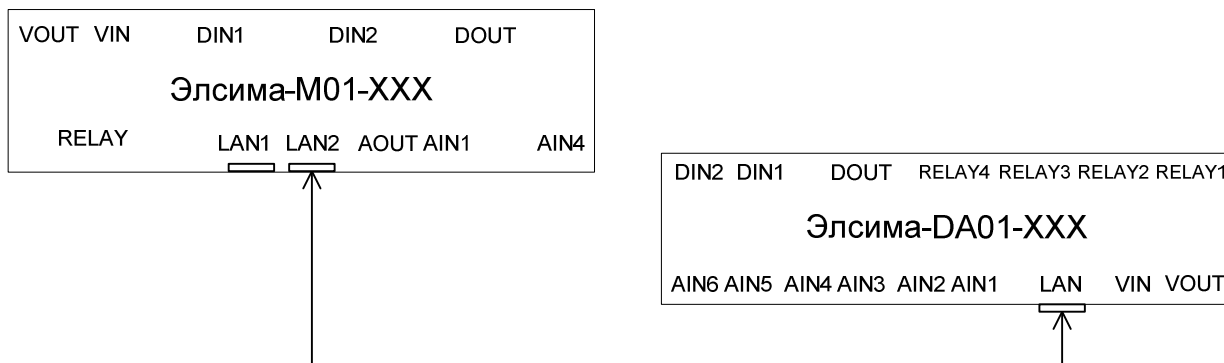 VOUT VIN DIN1 DIN2 DOUT
Элсима-M01-XXX
RELAY LAN1 LAN2 AOUT AIN1 AIN4
DIN2 DIN1 DOUT RELAY4 RELAY3 RELAY2 RELAY1
Элсима-DA01-XXX
AIN6 AIN5 AIN4 AIN3 AIN2 AIN1 LAN VIN VOUT